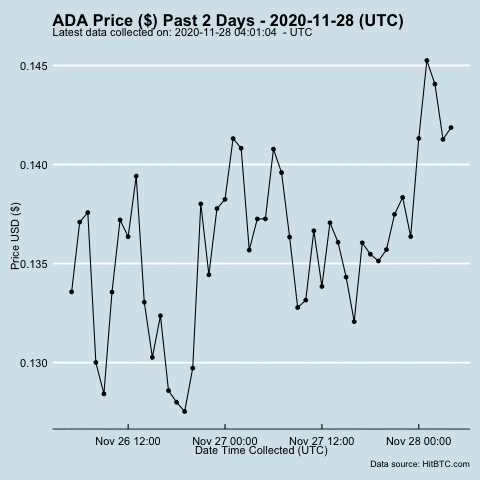 ADA Price ($) Past 2 Days - 2020-11-28 (UTC)
Latest data collected on: 2020-11-28 04:01:04 - UTC
0.145
0.140
0.135
0.130
Price USD ($)
Nov 26 12:00 Nov 27 00:00 Nov 27 12:00 Nov 28 00:00
Date Time Collected (UTC)
Data source: HitBTC.com